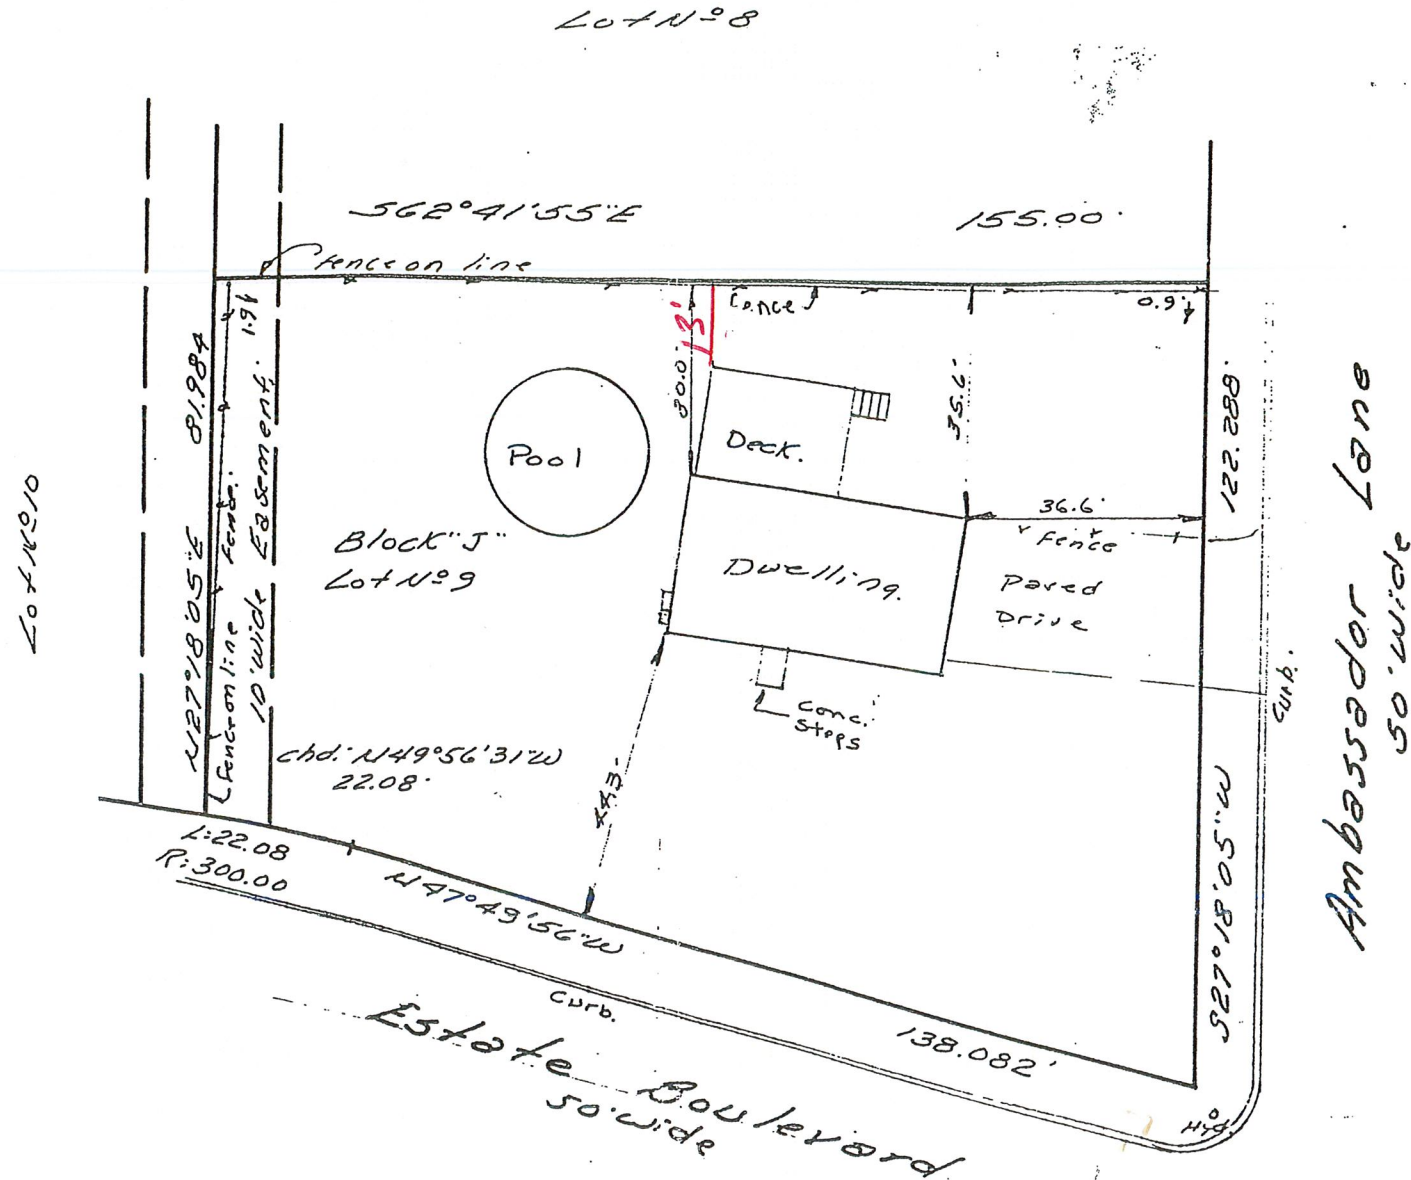 Lot Nº 8
S62°41'55"E
155.00'
fence on line
fence
0.6'
13'
30.0'
35.6'
1.9'
81.984
N27°18'05"E
fence on line
fence.
10' Wide Easement.
Lot Nº 10
Pool
Deck.
Block "J"
Lot Nº 9
Dwelling.
36.6'
Fence
Paved
Drive
122.288'
S27°18'05"W
Curb.
Ambassador Lane
50' Wide
Conc.
Steps
chd: N49°56'31"W
22.08'
44.3'
L:22.08
R:300.00
N47°49'56"W
138.082'
Curb.
Estate Boulevard
50' Wide
Hyd.